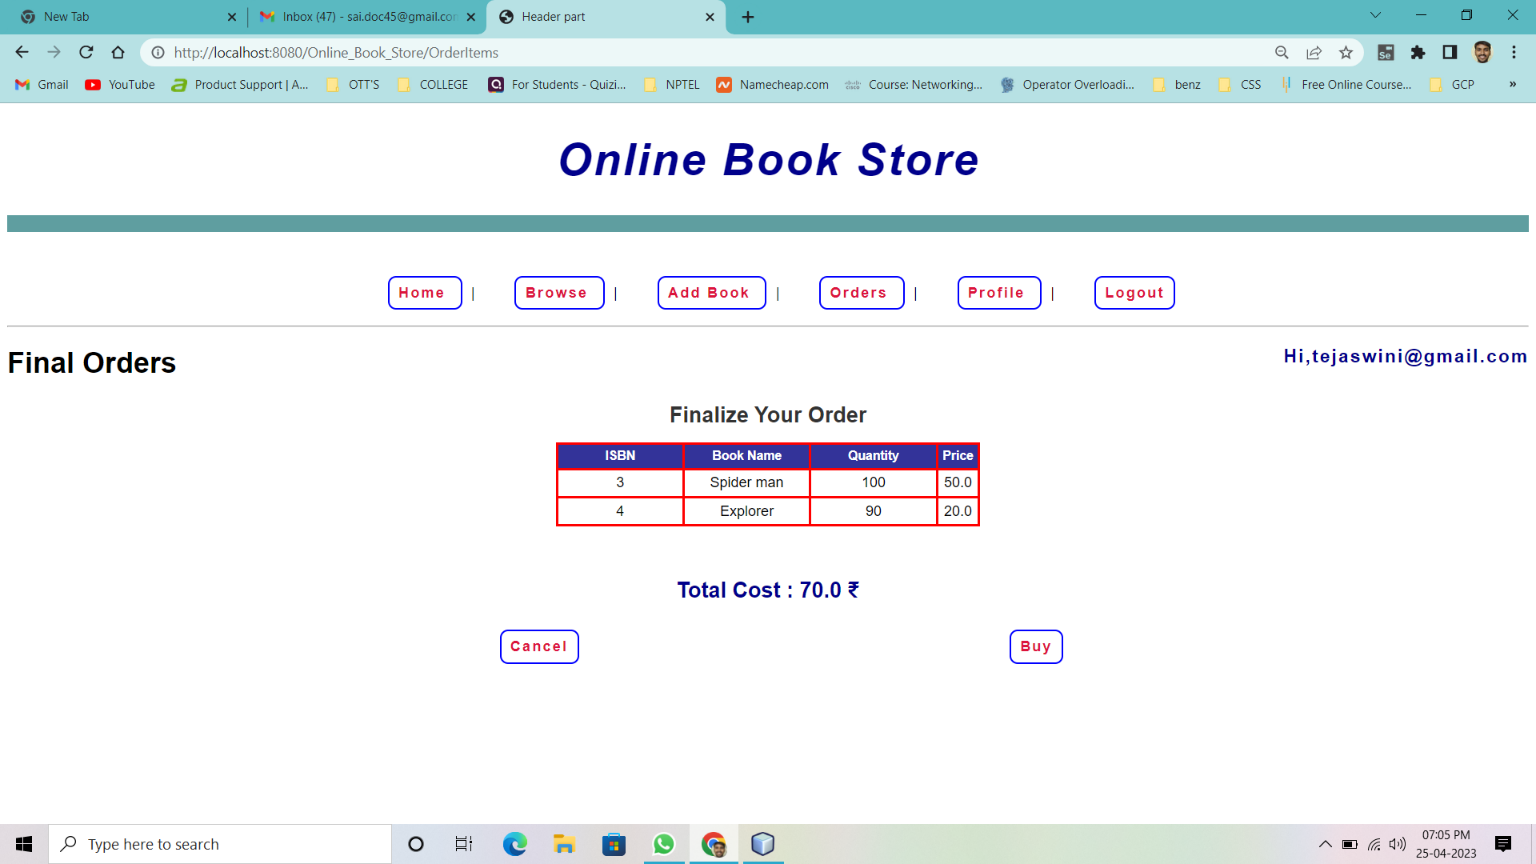 New Tab
Inbox (47) - sai.doc45@gmail.com
Header part
http://localhost:8080/Online_Book_Store/OrderItems
Se
Gmail YouTube Product Support | A... OTT'S COLLEGE For Students - Quizi... NPTEL Namecheap.com Course: Networking... Operator Overloadi... benz CSS Free Online Course... GCP »
Online Book Store
Home | Browse | Add Book | Orders | Profile | Logout
Final Orders
Hi,tejaswini@gmail.com
Finalize Your Order
ISBN Book Name Quantity Price
3 Spider man 100 50.0
4 Explorer 90 20.0
Total Cost : 70.0 ₹
Cancel Buy
Type here to search
07:05 PM
25-04-2023